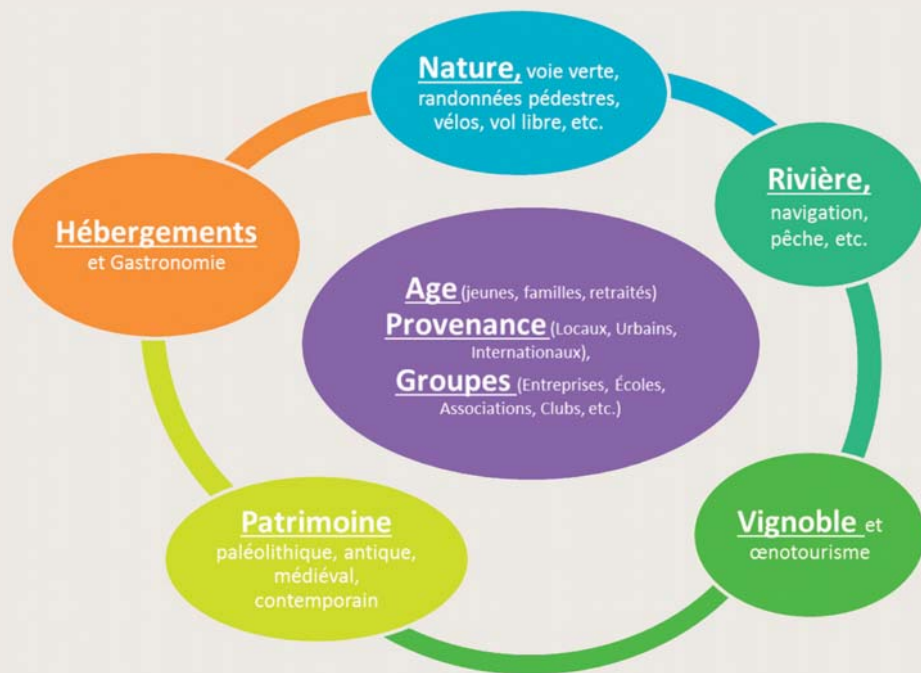 Nature, voie verte,
randonnées pédestres,
vélos, vol libre, etc.
Rivière,
navigation,
pêche, etc.
Hébergements
et Gastronomie
Age (jeunes, familles, retraités)
Provenance (Locaux, Urbains,
Internationaux),
Groupes (Entreprises, Écoles,
Associations, Clubs, etc.)
Patrimoine
paléolithique, antique,
médiéval,
contemporain
Vignoble et
œnotourisme